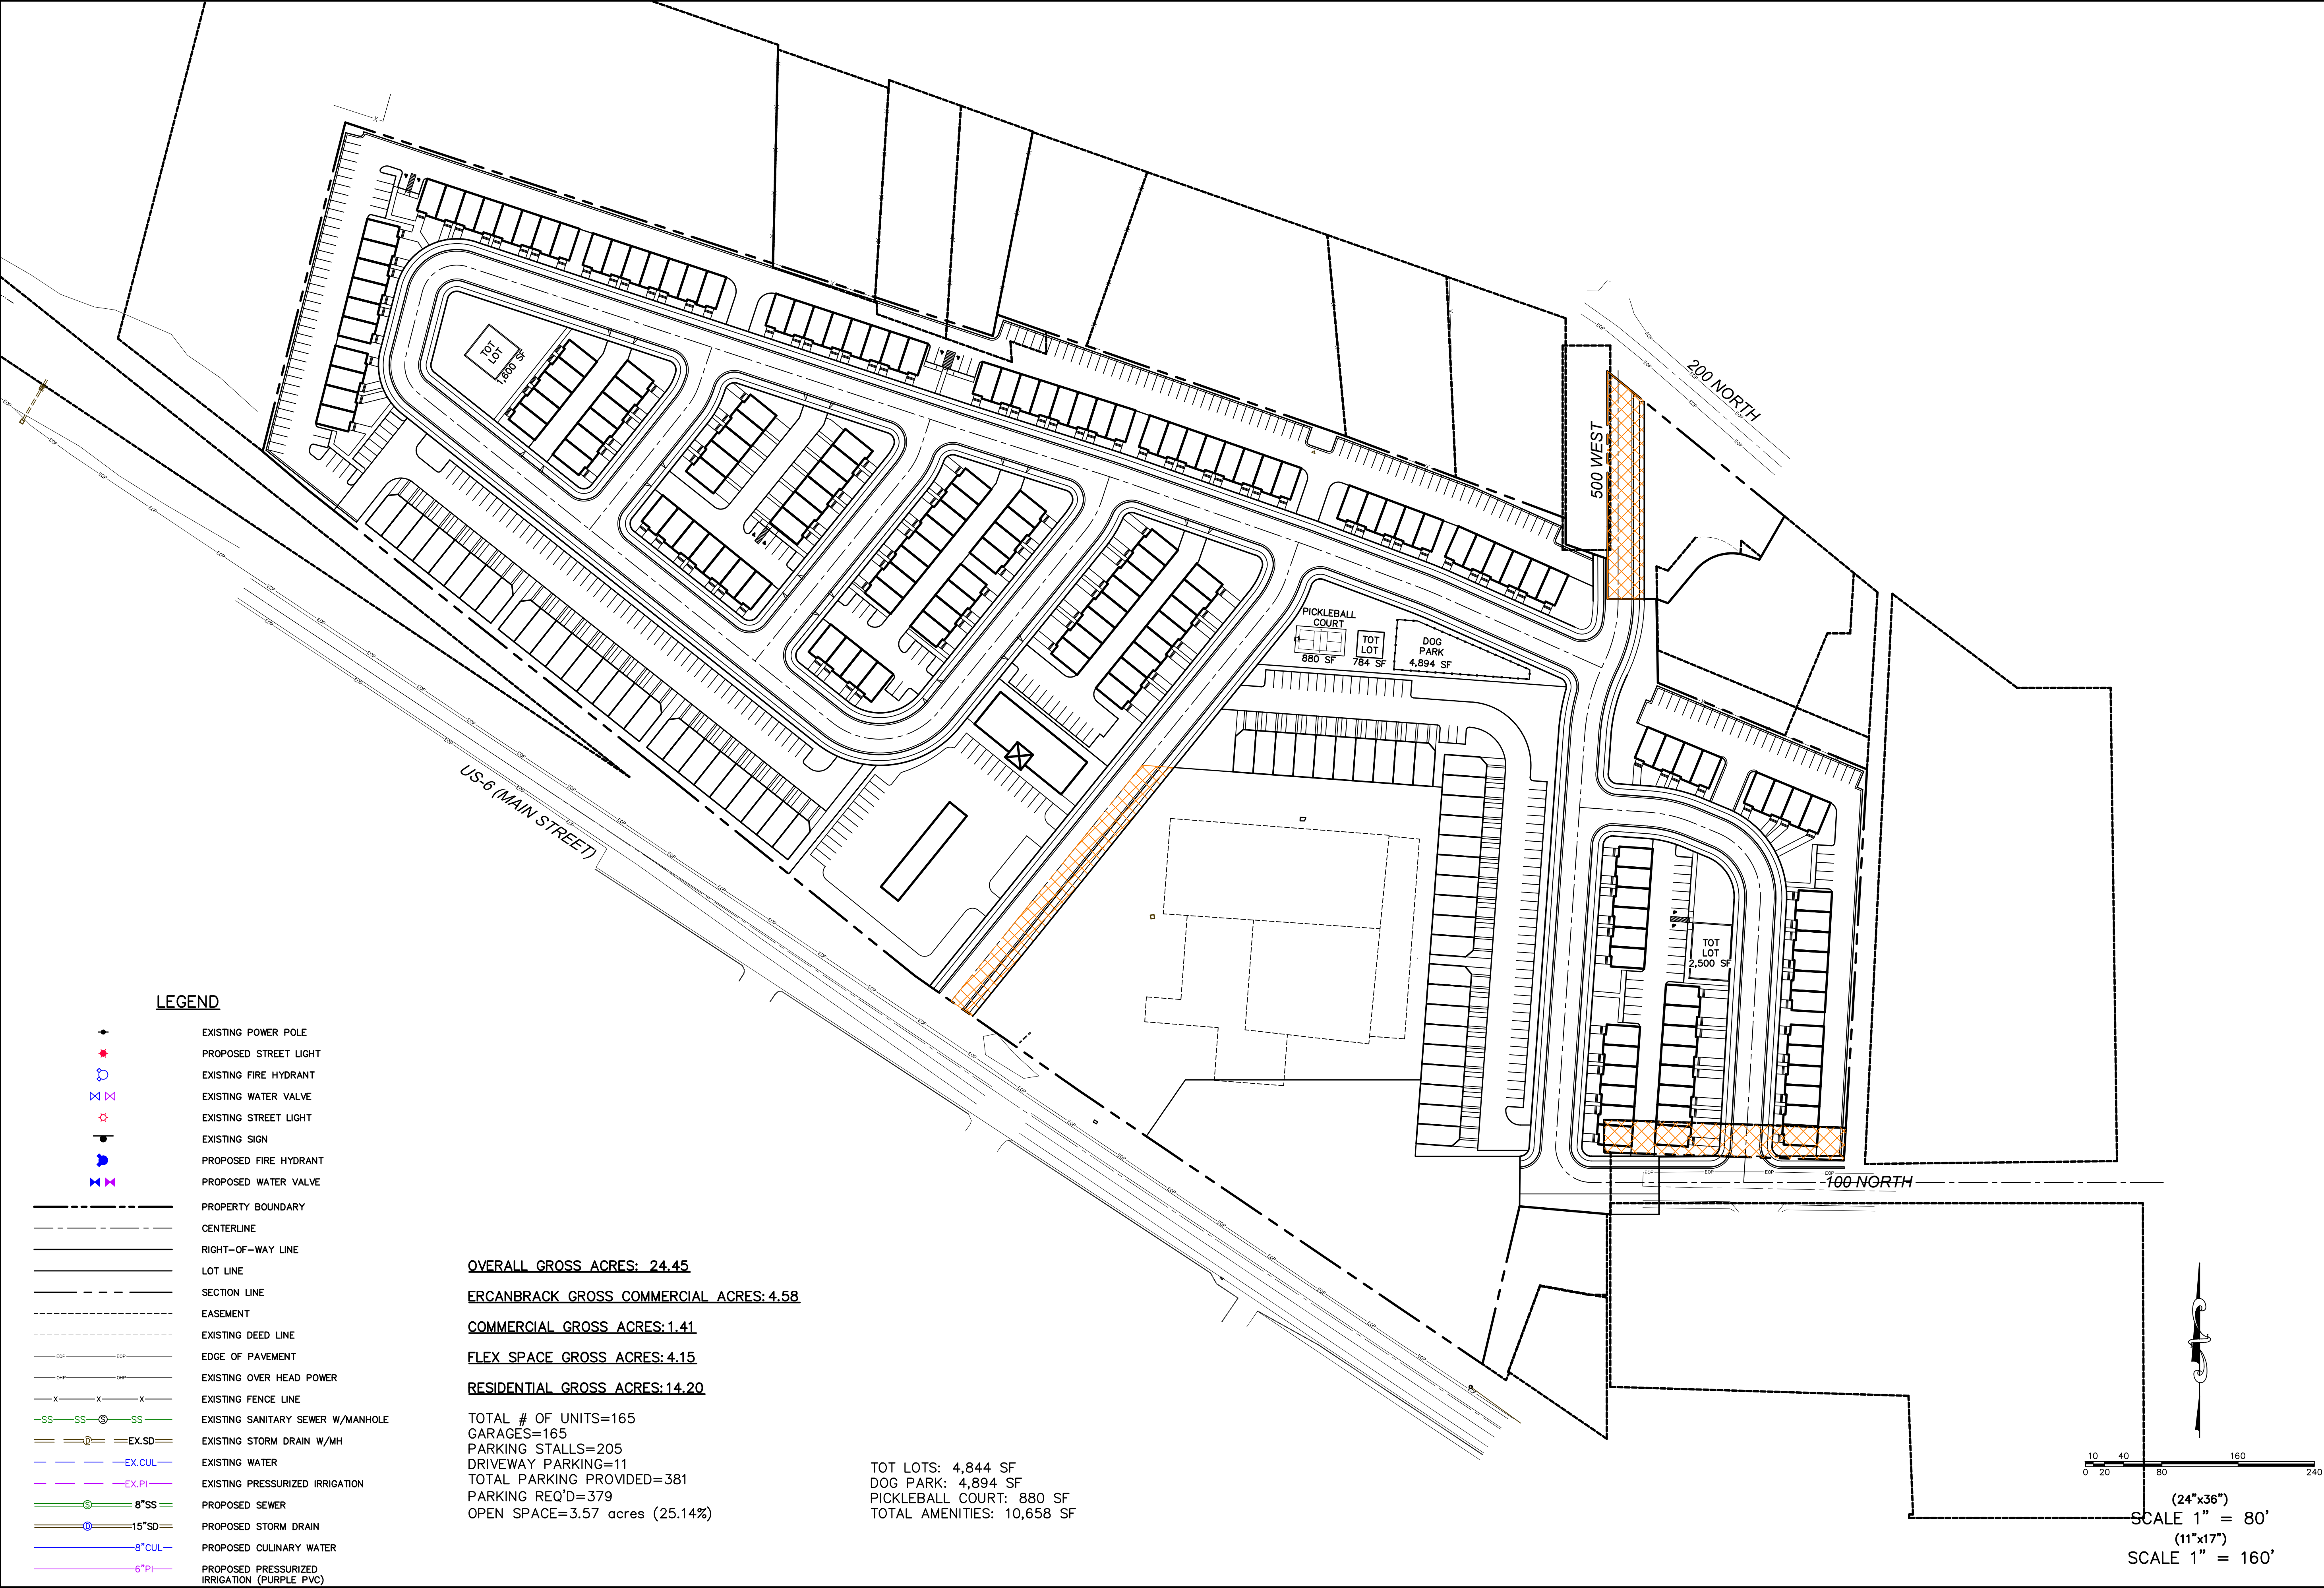 200 NORTH
500 WEST
TOT
LOT
1,600 SF
PICKLEBALL
COURT
880 SF
TOT
LOT
784 SF
DOG
PARK
4,894 SF
US-6 (MAIN STREET)
TOT
LOT
2,500 SF
100 NORTH
LEGEND
EXISTING POWER POLE
PROPOSED STREET LIGHT
EXISTING FIRE HYDRANT
EXISTING WATER VALVE
EXISTING STREET LIGHT
EXISTING SIGN
PROPOSED FIRE HYDRANT
PROPOSED WATER VALVE
PROPERTY BOUNDARY
CENTERLINE
RIGHT-OF-WAY LINE
LOT LINE
SECTION LINE
EASEMENT
EXISTING DEED LINE
EOP EOP EDGE OF PAVEMENT
OHP OHP EXISTING OVER HEAD POWER
X X X EXISTING FENCE LINE
SS SS S SS EXISTING SANITARY SEWER W/MANHOLE
D EX.SD EXISTING STORM DRAIN W/MH
EX.CUL EXISTING WATER
EX.PI EXISTING PRESSURIZED IRRIGATION
S 8"SS PROPOSED SEWER
D 15"SD PROPOSED STORM DRAIN
8"CUL PROPOSED CULINARY WATER
6"PI PROPOSED PRESSURIZED
IRRIGATION (PURPLE PVC)
OVERALL GROSS ACRES: 24.45
ERCANBRACK GROSS COMMERCIAL ACRES: 4.58
COMMERCIAL GROSS ACRES: 1.41
FLEX SPACE GROSS ACRES: 4.15
RESIDENTIAL GROSS ACRES: 14.20
TOTAL # OF UNITS=165
GARAGES=165
PARKING STALLS=205
DRIVEWAY PARKING=11
TOTAL PARKING PROVIDED=381
PARKING REQ'D=379
OPEN SPACE=3.57 acres (25.14%)
TOT LOTS: 4,844 SF
DOG PARK: 4,894 SF
PICKLEBALL COURT: 880 SF
TOTAL AMENITIES: 10,658 SF
10 40 160
0 20 80 240
(24"x36")
SCALE 1" = 80'
(11"x17")
SCALE 1" = 160'